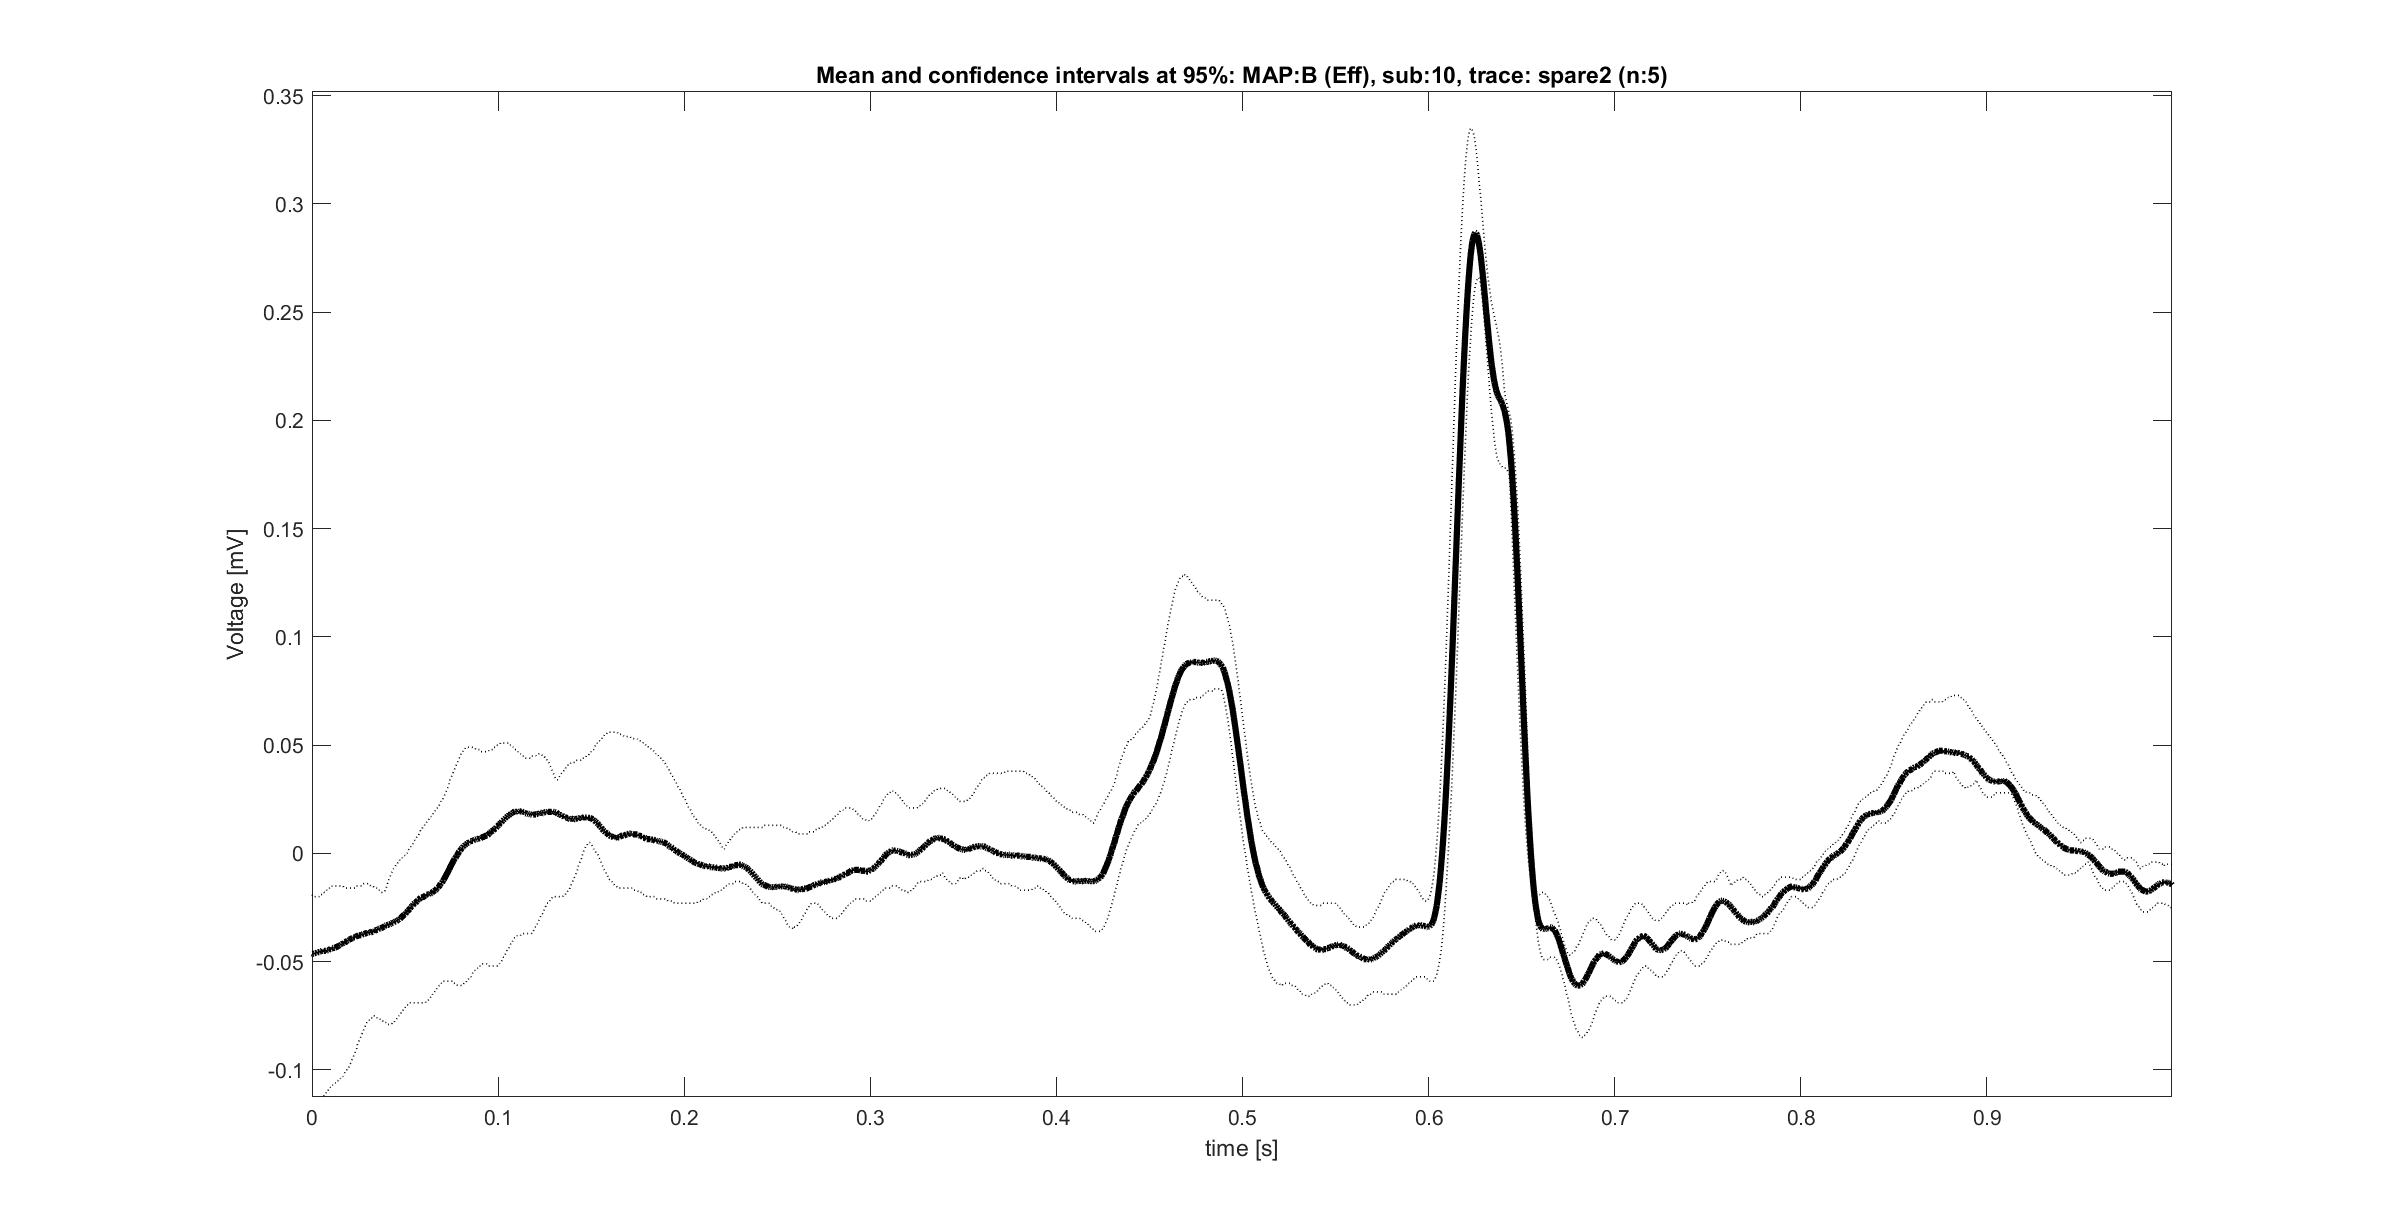 Mean and confidence intervals at 95%: MAP:B (Eff), sub:10, trace: spare2 (n:5)
0.35
0.3
0.25
0.2
0.15
0.1
0.05
0
-0.05
-0.1
Voltage [mV]
0 0.1 0.2 0.3 0.4 0.5 0.6 0.7 0.8 0.9
time [s]